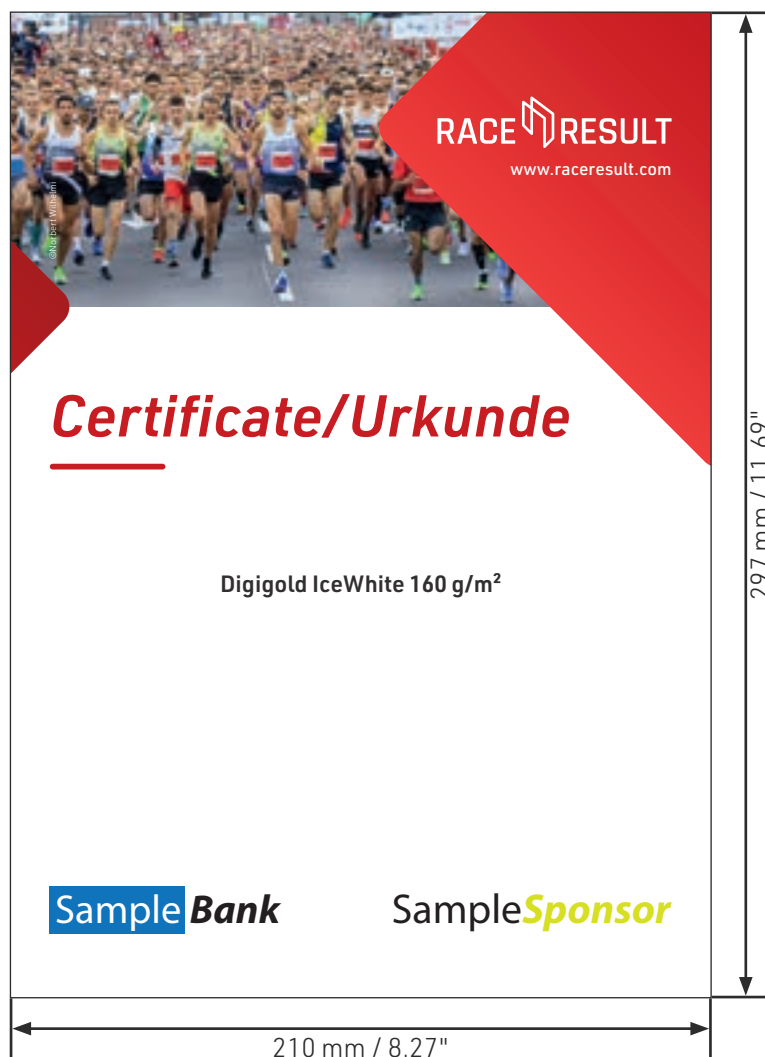 RACE RESULT
www.raceresult.com
©Norbert Wilhelmi
Certificate/Urkunde
Digigold IceWhite 160 g/m²
297 mm / 11,69"
Sample Bank
SampleSponsor
210 mm / 8,27"